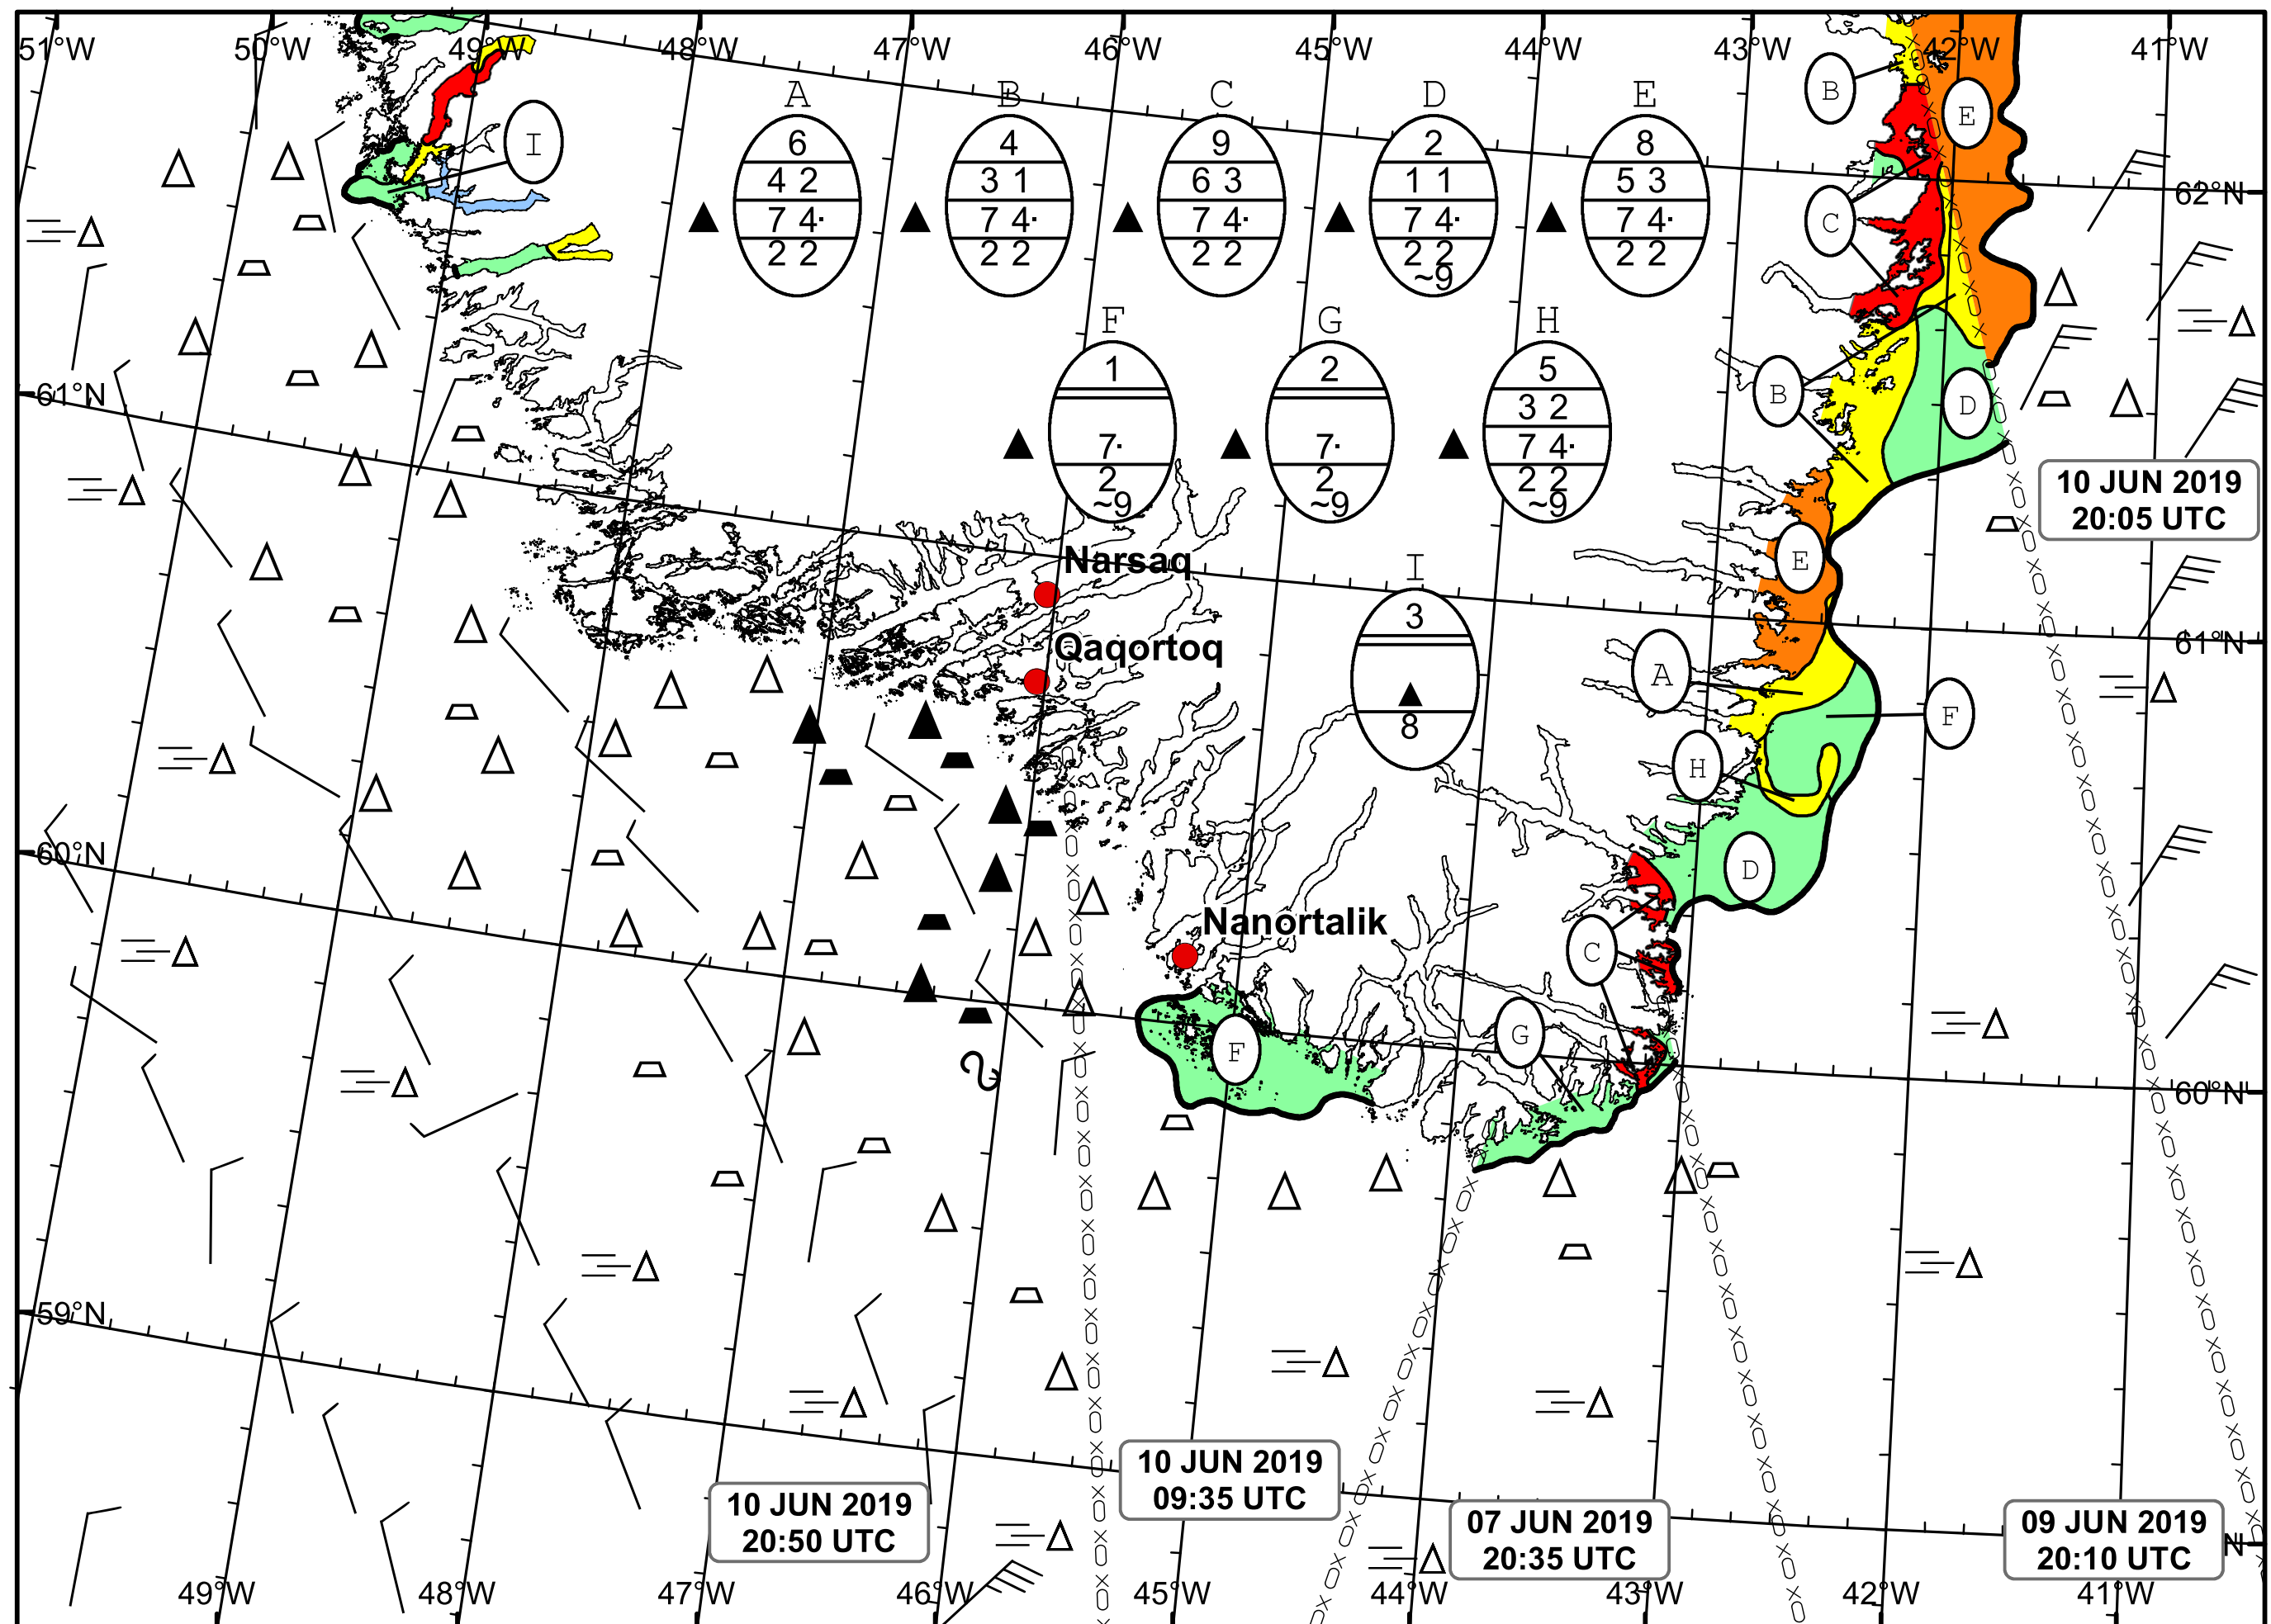 51°W 50°W 49°W 48°W 47°W 46°W 45°W 44°W 43°W 42°W 41°W
A B C D E
6 4 9 2 8
4 2 3 1 6 3 1 1 5 3
7 4· 7 4· 7 4· 7 4· 7 4·
2 2 2 2 2 2 2 2 2 2
~9
B
E
I
62°N
C
F G H
1 2 5
3 2
7· 7· 7 4·
2 2 2 2
~9 ~9 ~9
61°N
B
D
10 JUN 2019
20:05 UTC
Narsaq
E
I
3
8
61°N
Qaqortoq
A
F
H
60°N
D
Nanortalik
C
G
F
2
60°N
59°N
10 JUN 2019
09:35 UTC
10 JUN 2019
20:50 UTC
07 JUN 2019
20:35 UTC
09 JUN 2019
20:10 UTC
N
49°W 48°W 47°W 46°W 45°W 44°W 43°W 42°W 41°W